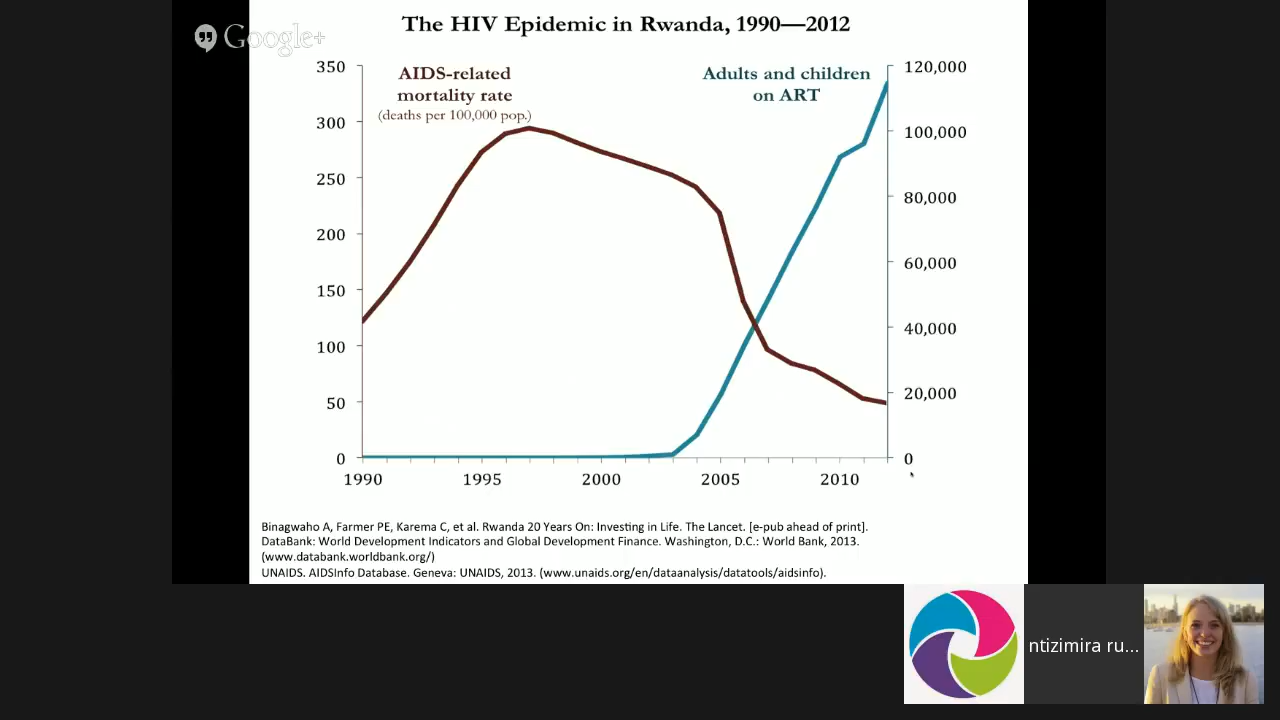 The HIV Epidemic in Rwanda, 1990—2012
Google+
AIDS-related
mortality rate
(deaths per 100,000 pop.)
Adults and children
on ART
350
300
250
200
150
100
50
0
120,000
100,000
80,000
60,000
40,000
20,000
0
1990 1995 2000 2005 2010
Binagwaho A, Farmer PE, Karema C, et al. Rwanda 20 Years On: Investing in Life. The Lancet. [e-pub ahead of print].
DataBank: World Development Indicators and Global Development Finance. Washington, D.C.: World Bank, 2013.
(www.databank.worldbank.org/)
UNAIDS. AIDSInfo Database. Geneva: UNAIDS, 2013. (www.unaids.org/en/dataanalysis/datatools/aidsinfo).
ntizimira ru...